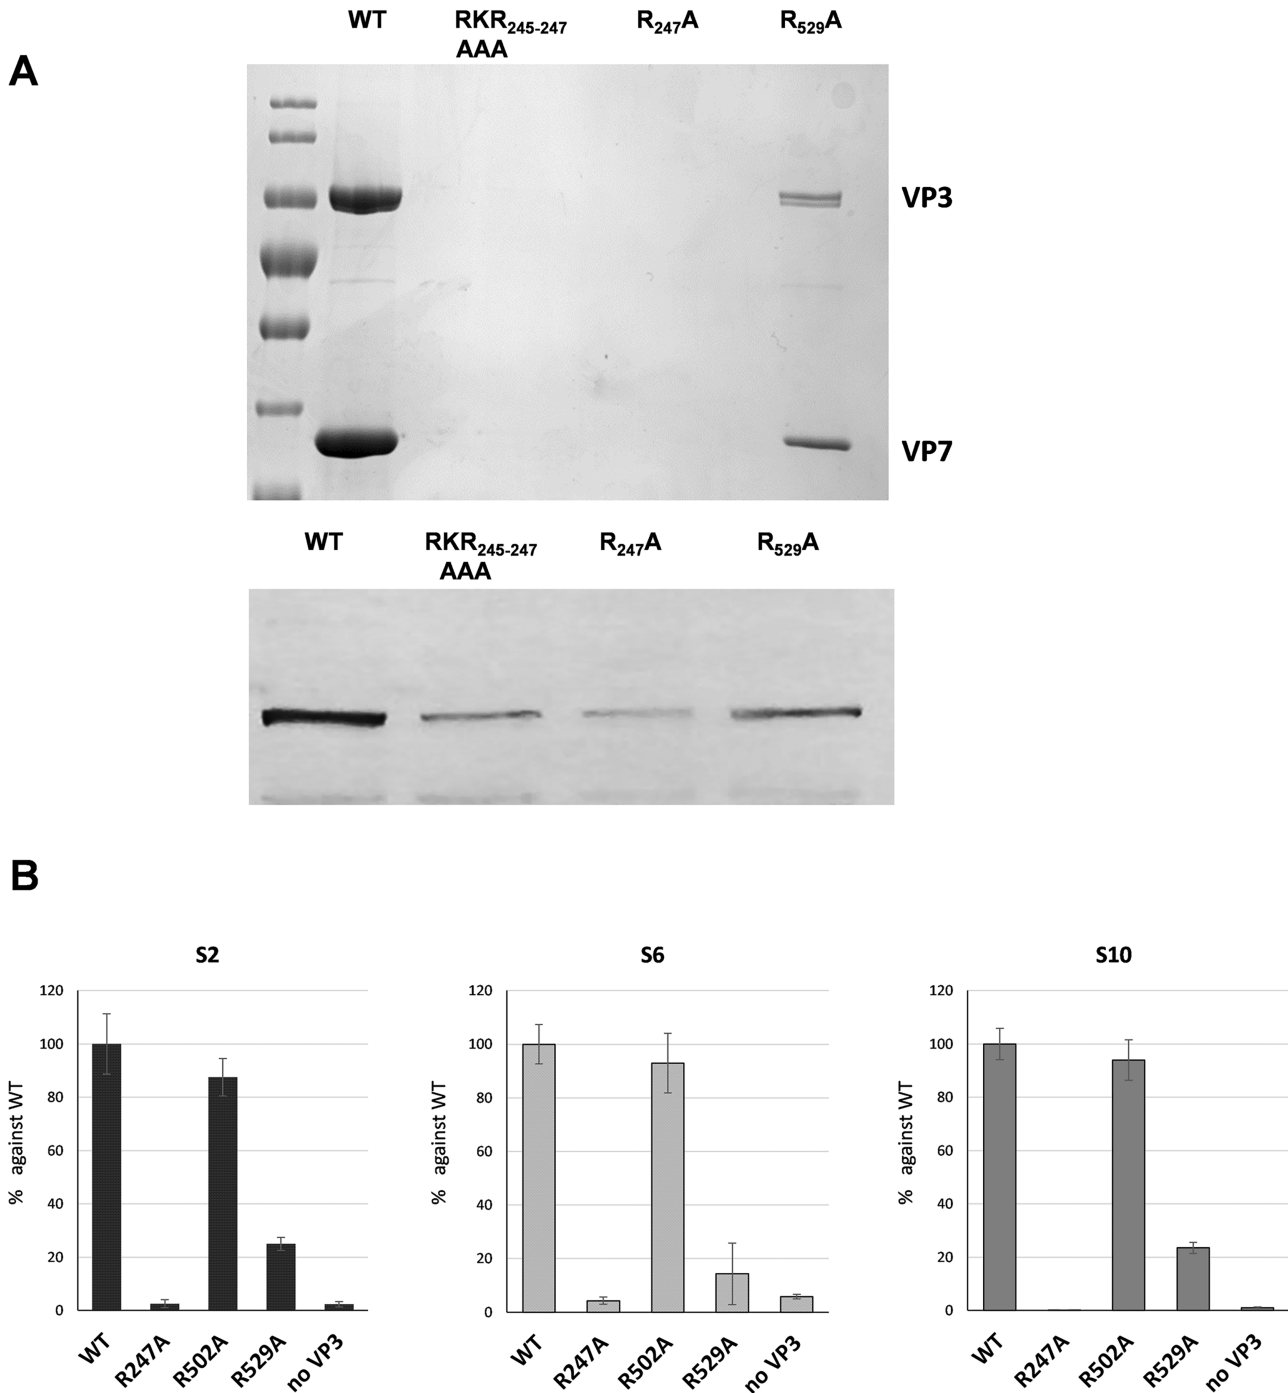 A
WT RKR245-247 R247A R529A
AAA
VP3
VP7
WT RKR245-247 R247A R529A
AAA
B
S2
% against WT
120
100
80
60
40
20
0
WT R247A R502A R529A no VP3
S6
% against WT
120
100
80
60
40
20
0
WT R247A R502A R529A no VP3
S10
% against WT
120
100
80
60
40
20
0
WT R247A R502A R529A no VP3